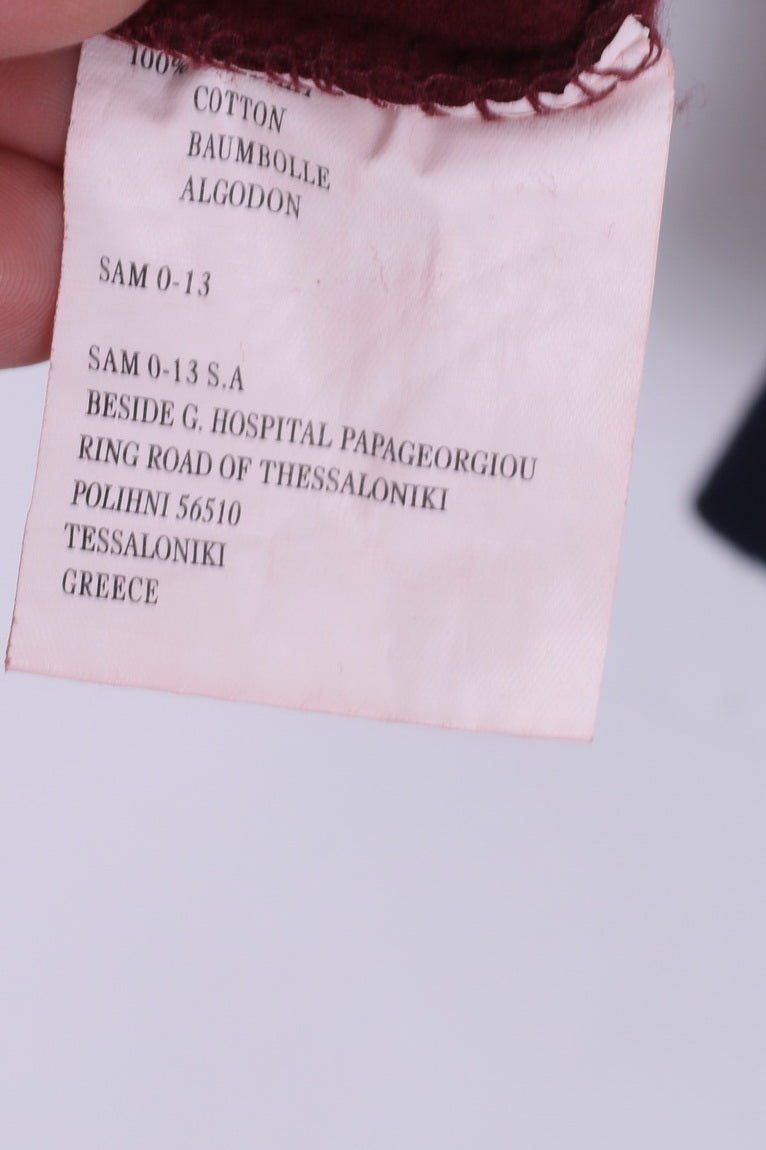 100%
COTTON
BAUMBOLLE
ALGODON
SAM 0-13
SAM 0-13 S.A
BESIDE G. HOSPITAL PAPAGEORGIOU
RING ROAD OF THESSALONIKI
POLIHNI 56510
TESSALONIKI
GREECE